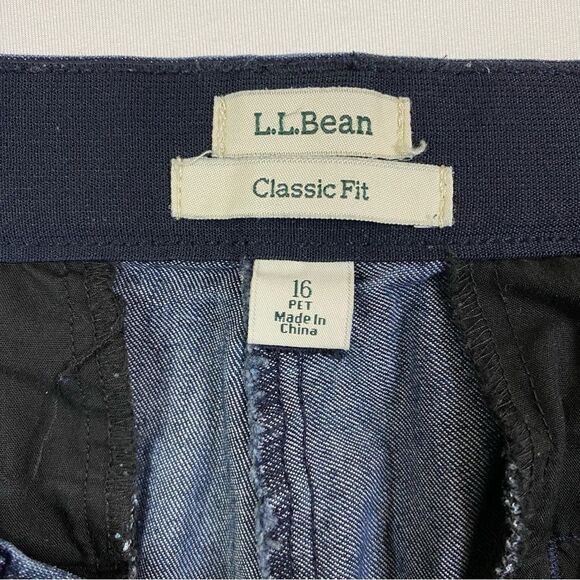 L.L.Bean
Classic Fit
16
PET
Made In
China